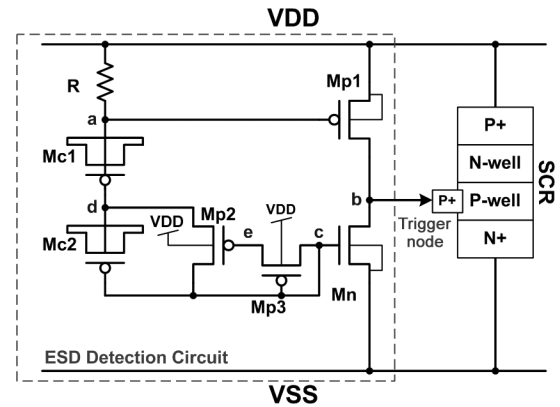 VDD
R
Mp1
a
P+
Mc1
N-well
SCR
d
VDD
Mp2
VDD
b
P+
P-well
Mc2
e
c
Trigger
node
N+
Mp3
Mn
ESD Detection Circuit
VSS